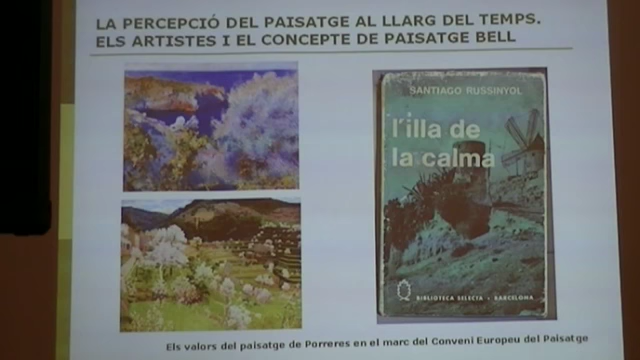 LA PERCEPCIÓ DEL PAISATGE AL LLARG DEL TEMPS.
ELS ARTISTES I EL CONCEPTE DE PAISATGE BELL
SANTIAGO RUSSINYOL
l'illa de
la calma
BIBLIOTECA SELECTA - BARCELONA
Els valors del paisatge de Porreres en el marc del Conveni Europeu del Paisatge